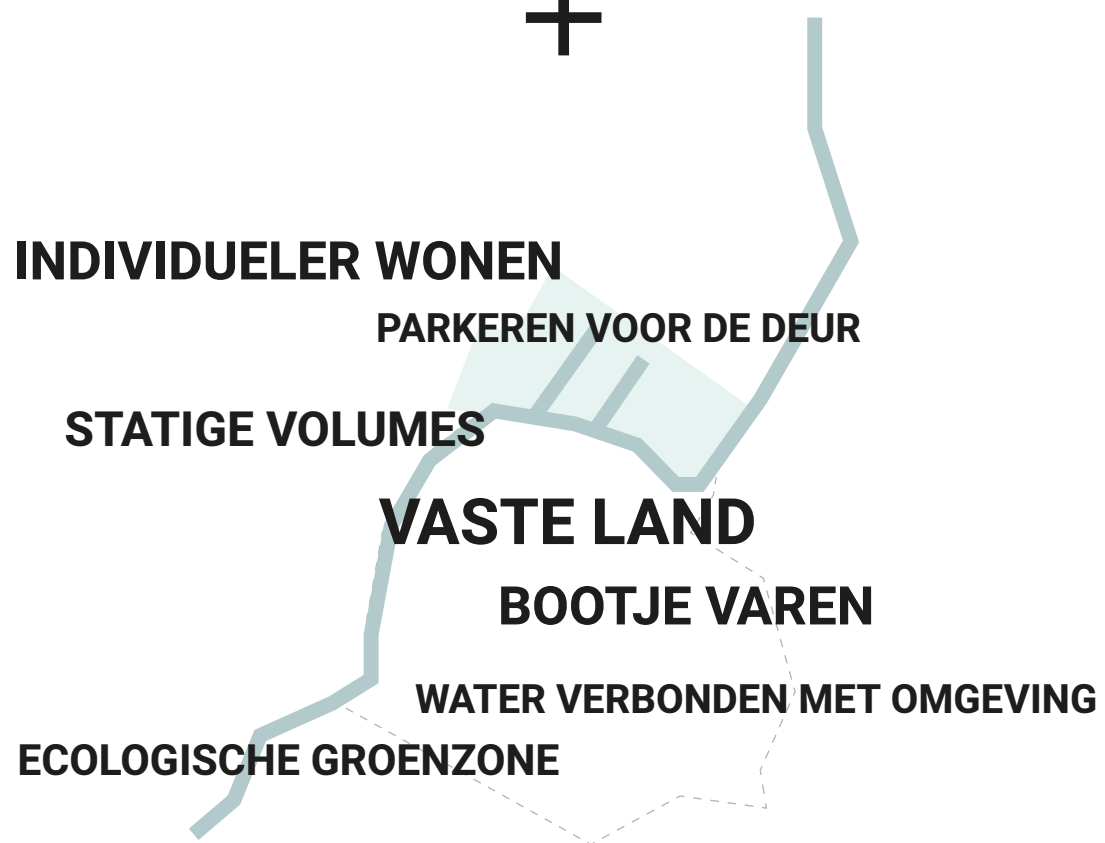 +
INDIVIDUELER WONEN
PARKEREN VOOR DE DEUR
STATIGE VOLUMES
VASTE LAND
BOOTJE VAREN
WATER VERBONDEN MET OMGEVING
ECOLOGISCHE GROENZONE